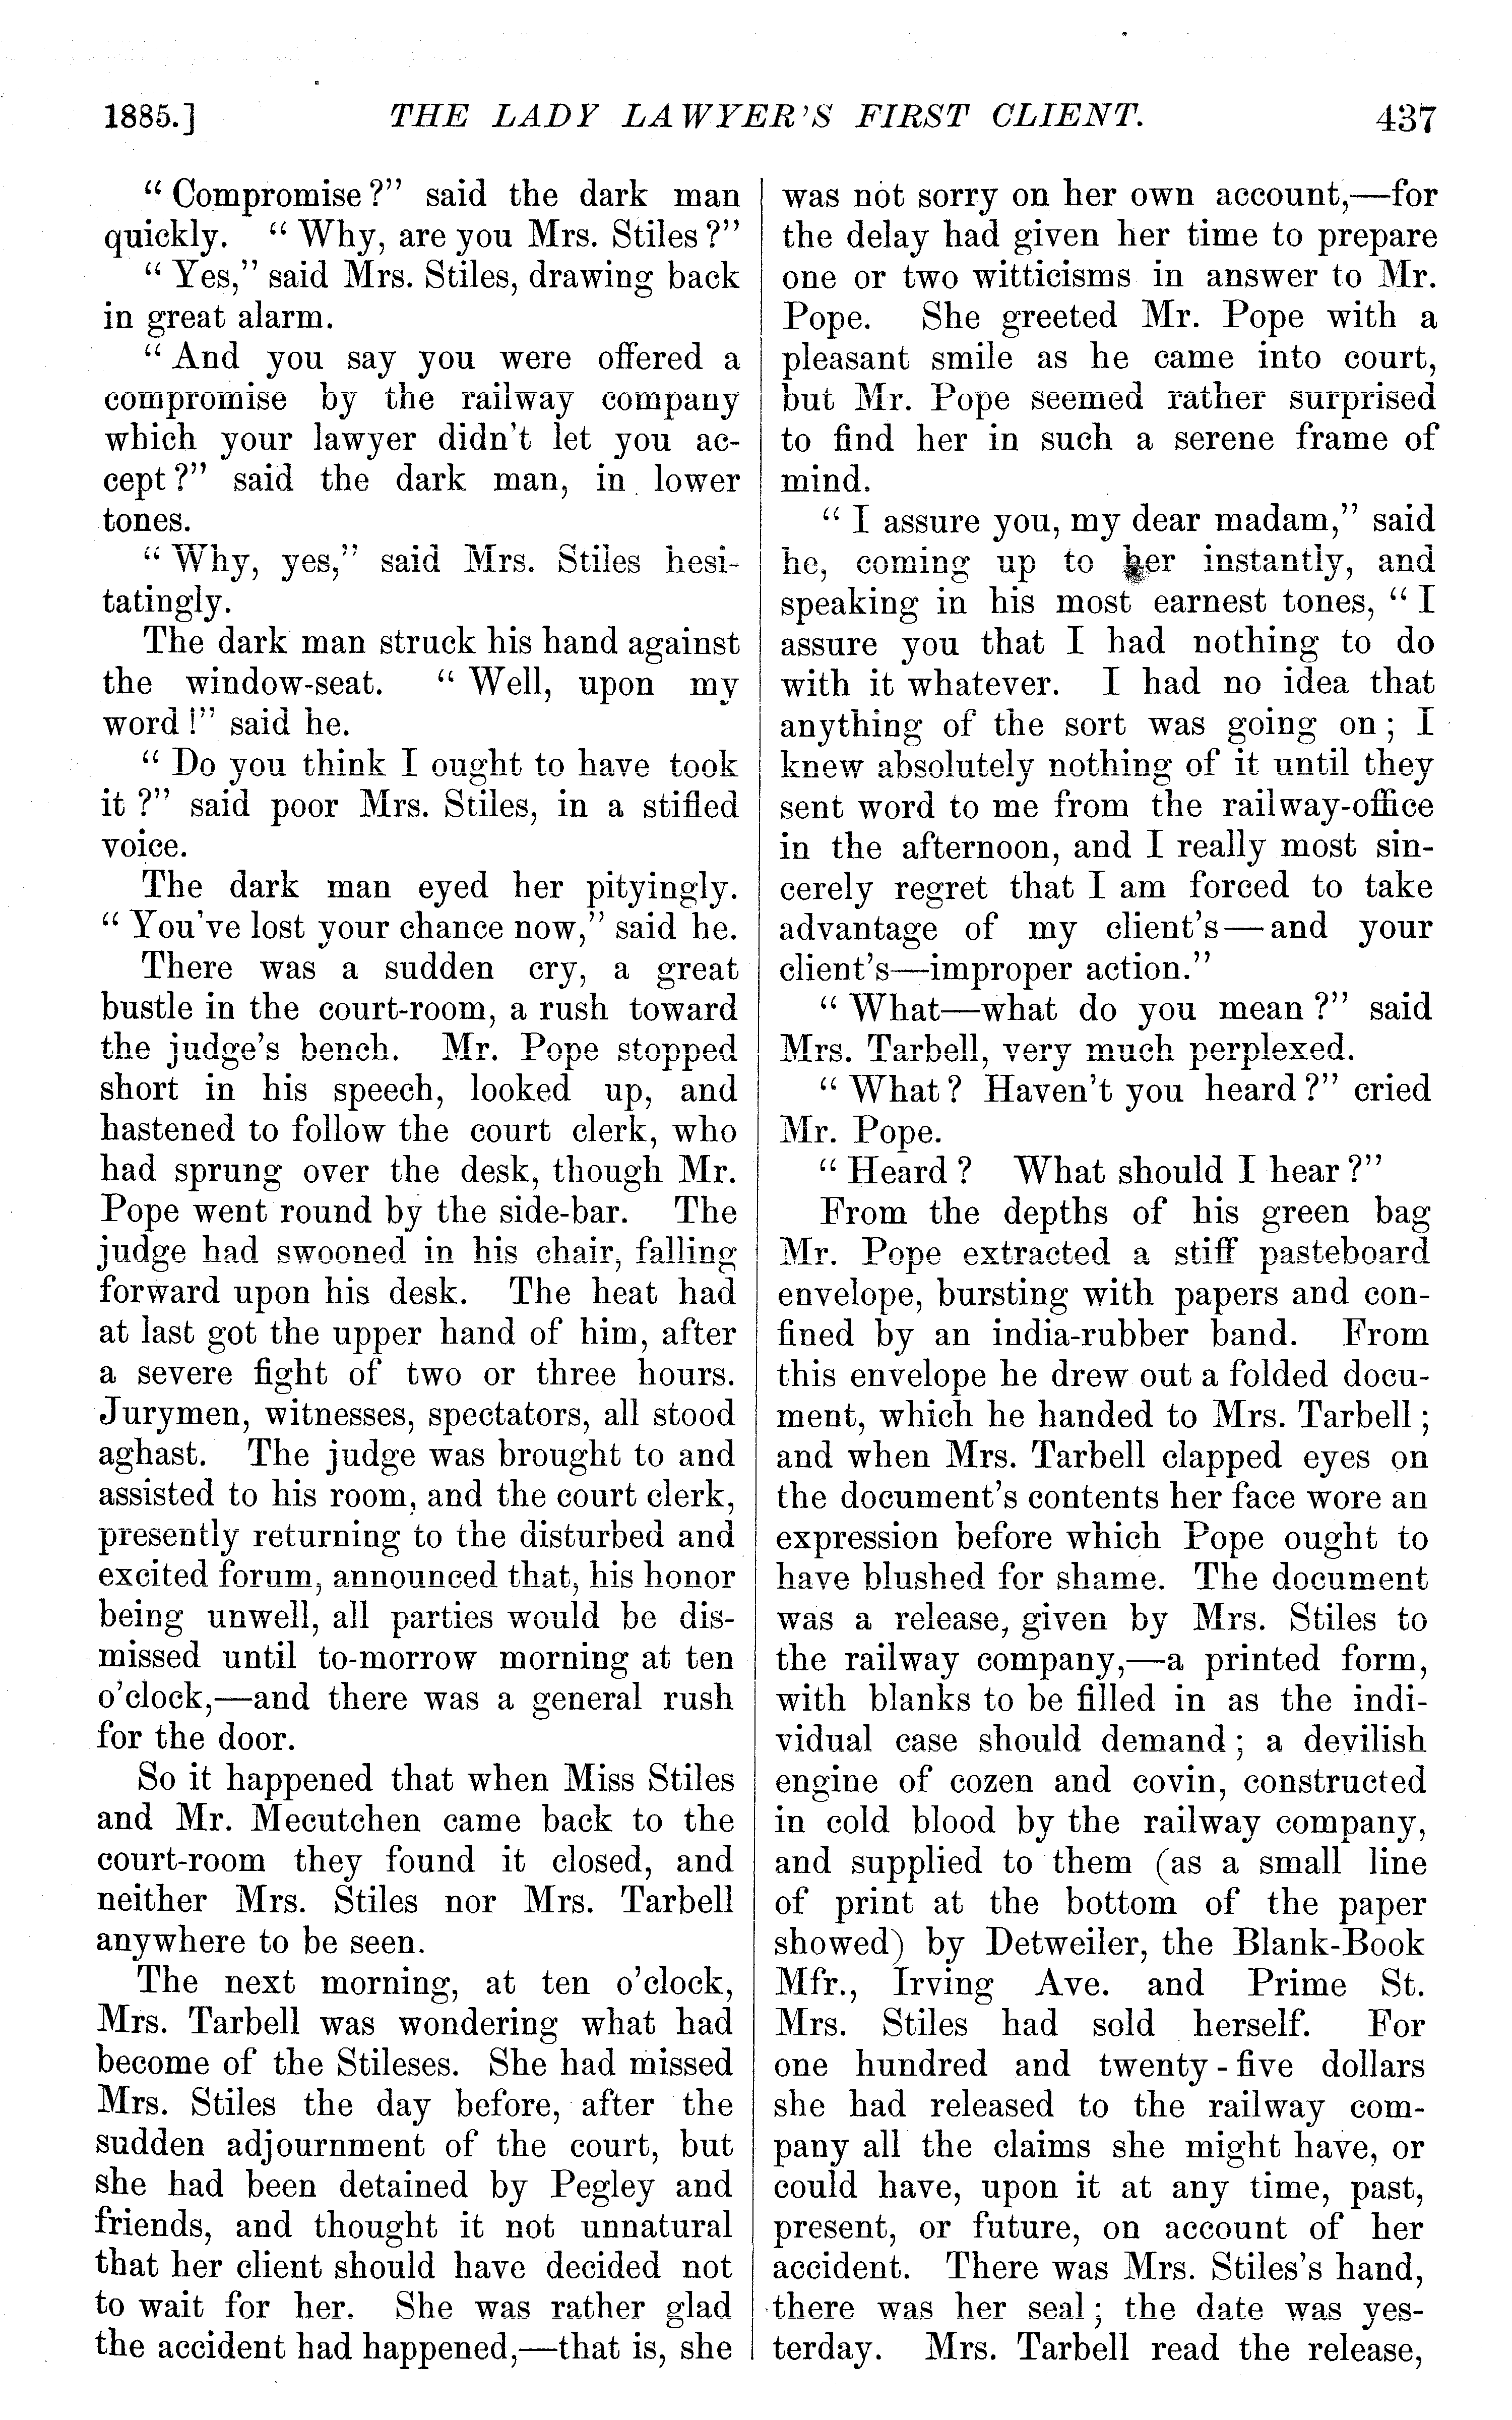 1885.] THE LADY LAWYER'S FIRST CLIENT. 437
"Compromise?" said the dark man
quickly. "Why, are you Mrs. Stiles?"
"Yes," said Mrs. Stiles, drawing back
in great alarm.
"And you say you were offered a
compromise by the railway company
which your lawyer didn't let you ac-
cept?" said the dark man, in lower
tones.
"Why, yes," said Mrs. Stiles hesi-
tatingly.
The dark man struck his hand against
the window-seat. "Well, upon my
word!" said he.
"Do you think I ought to have took
it?" said poor Mrs. Stiles, in a stifled
voice.
The dark man eyed her pityingly.
"You've lost your chance now," said he.
There was a sudden cry, a great
bustle in the court-room, a rush toward
the judge's bench. Mr. Pope stopped
short in his speech, looked up, and
hastened to follow the court clerk, who
had sprung over the desk, though Mr.
Pope went round by the side-bar. The
judge had swooned in his chair, falling
forward upon his desk. The heat had
at last got the upper hand of him, after
a severe fight of two or three hours.
Jurymen, witnesses, spectators, all stood
aghast. The judge was brought to and
assisted to his room, and the court clerk,
presently returning to the disturbed and
excited forum, announced that, his honor
being unwell, all parties would be dis-
missed until to-morrow morning at ten
o'clock,—and there was a general rush
for the door.
So it happened that when Miss Stiles
and Mr. Mecutchen came back to the
court-room they found it closed, and
neither Mrs. Stiles nor Mrs. Tarbell
anywhere to be seen.
The next morning, at ten o'clock,
Mrs. Tarbell was wondering what had
become of the Stileses. She had missed
Mrs. Stiles the day before, after the
sudden adjournment of the court, but
she had been detained by Pegley and
friends, and thought it not unnatural
that her client should have decided not
to wait for her. She was rather glad
the accident had happened,—that is, she
was not sorry on her own account,—for
the delay had given her time to prepare
one or two witticisms in answer to Mr.
Pope. She greeted Mr. Pope with a
pleasant smile as he came into court,
but Mr. Pope seemed rather surprised
to find her in such a serene frame of
mind.
"I assure you, my dear madam," said
he, coming up to her instantly, and
speaking in his most earnest tones, "I
assure you that I had nothing to do
with it whatever. I had no idea that
anything of the sort was going on; I
knew absolutely nothing of it until they
sent word to me from the railway-office
in the afternoon, and I really most sin-
cerely regret that I am forced to take
advantage of my client's—and your
client's—improper action."
"What—what do you mean?" said
Mrs. Tarbell, very much perplexed.
"What? Haven't you heard?" cried
Mr. Pope.
"Heard? What should I hear?"
From the depths of his green bag
Mr. Pope extracted a stiff pasteboard
envelope, bursting with papers and con-
fined by an india-rubber band. From
this envelope he drew out a folded docu-
ment, which he handed to Mrs. Tarbell;
and when Mrs. Tarbell clapped eyes on
the document's contents her face wore an
expression before which Pope ought to
have blushed for shame. The document
was a release, given by Mrs. Stiles to
the railway company,—a printed form,
with blanks to be filled in as the indi-
vidual case should demand; a devilish
engine of cozen and covin, constructed
in cold blood by the railway company,
and supplied to them (as a small line
of print at the bottom of the paper
showed) by Detweiler, the Blank-Book
Mfr., Irving Ave. and Prime St.
Mrs. Stiles had sold herself. For
one hundred and twenty-five dollars
she had released to the railway com-
pany all the claims she might have, or
could have, upon it at any time, past,
present, or future, on account of her
accident. There was Mrs. Stiles's hand,
there was her seal; the date was yes-
terday. Mrs. Tarbell read the release,